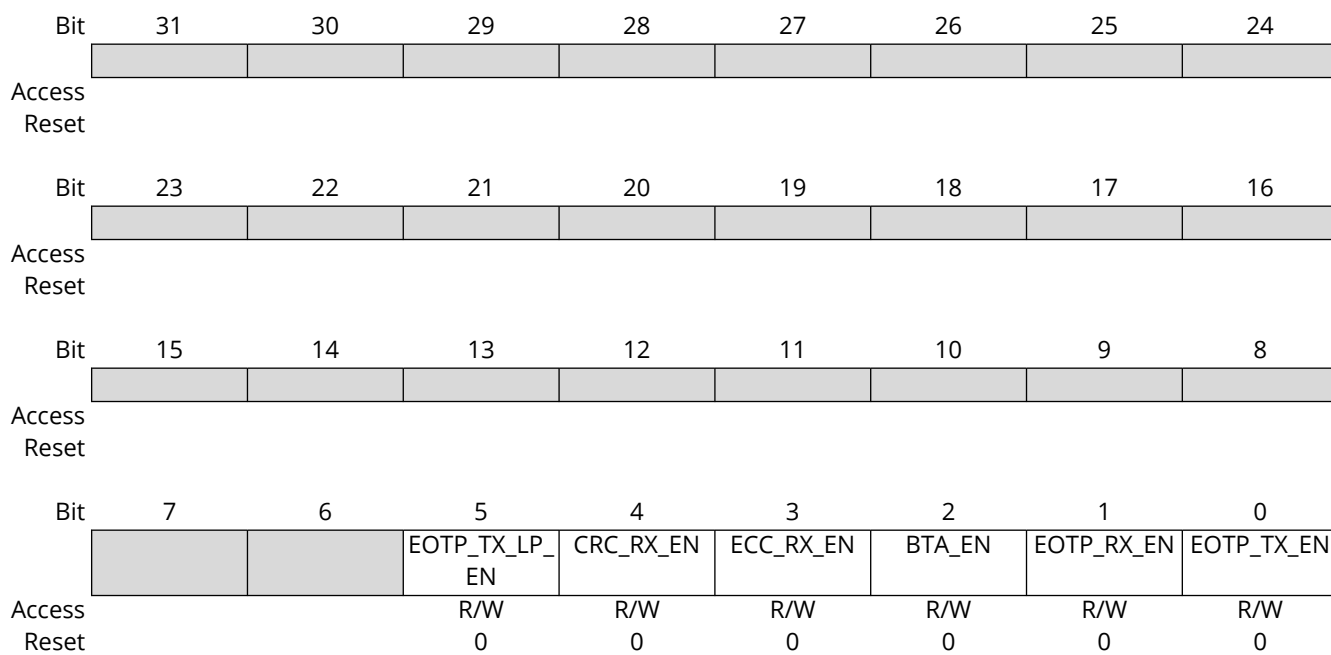 Bit 31 30 29 28 27 26 25 24
Access
Reset
Bit 23 22 21 20 19 18 17 16
Access
Reset
Bit 15 14 13 12 11 10 9 8
Access
Reset
Bit 7 6 5 4 3 2 1 0
EOTP_TX_LP_ CRC_RX_EN ECC_RX_EN BTA_EN EOTP_RX_EN EOTP_TX_EN
EN
Access R/W R/W R/W R/W R/W R/W
Reset 0 0 0 0 0 0